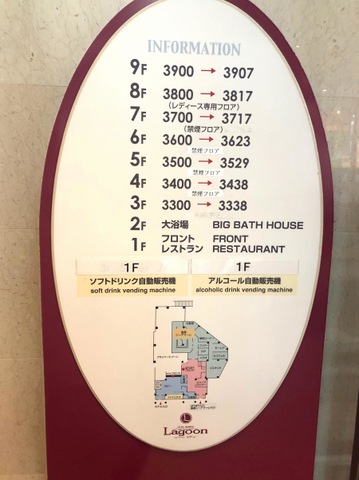 INFORMATION
9F 3900 → 3907
8F 3800 → 3817
(レディース専用フロア)
7F 3700 → 3717
(禁煙フロア)
6F 3600 → 3623
禁煙フロア
5F 3500 → 3529
禁煙フロア
4F 3400 → 3438
禁煙フロア
3F 3300 → 3338
2F 大浴場 BIG BATH HOUSE
1F フロント FRONT
レストラン RESTAURANT
1F 1F
ソフトドリンク自動販売機 アルコール自動販売機
soft drink vending machine alcoholic drink vending machine
L
Lagoon